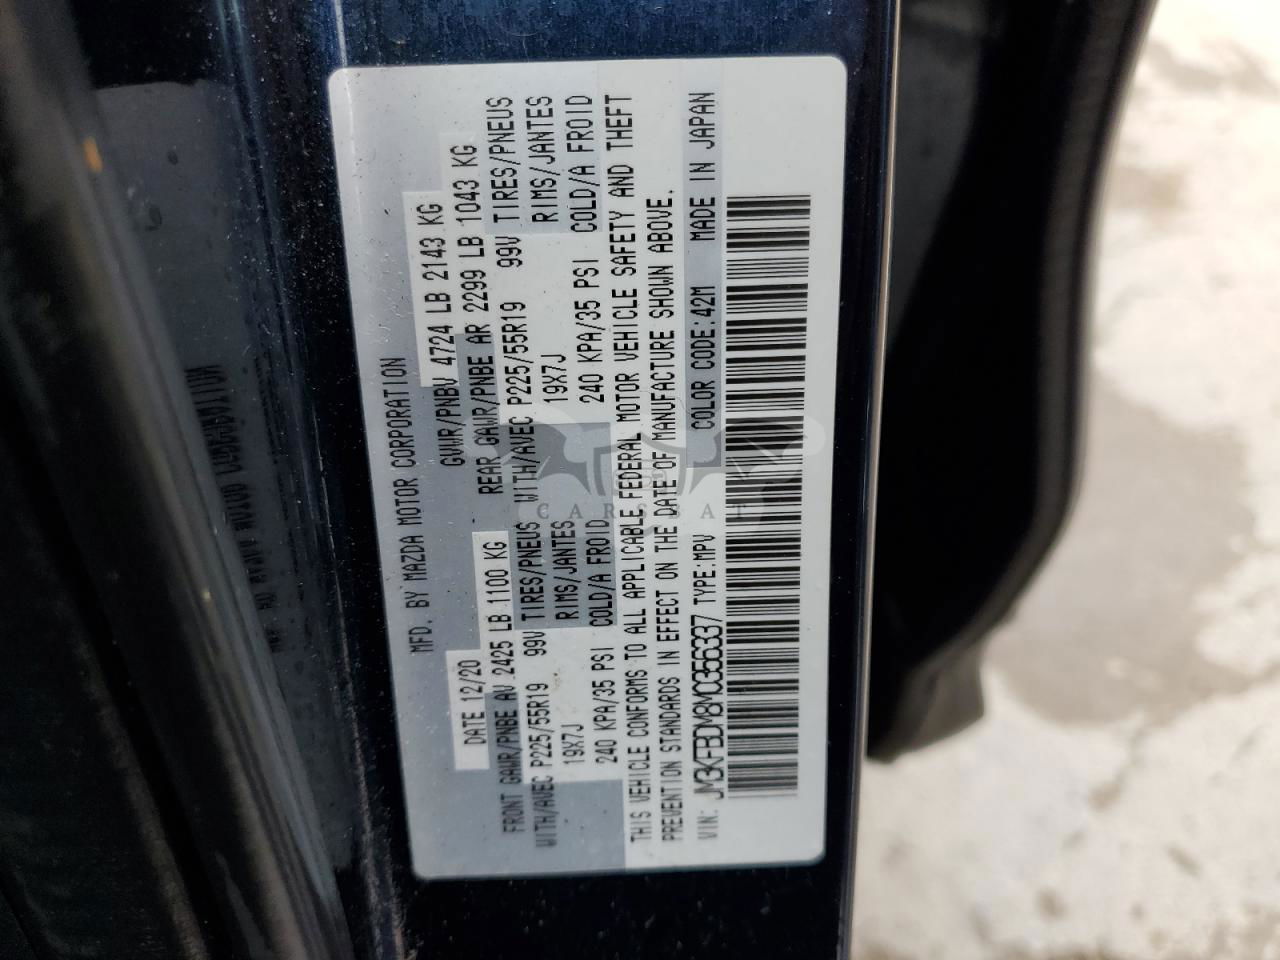 MFD. BY MAZDA MOTOR CORPORATION
DATE 12/20 GVWR/PNBV 4724 LB 2143 KG
FRONT GAWR/PNBE AV 2425 LB 1100 KG REAR GAWR/PNBE AR 2299 LB 1043 KG
WITH/AVEC P225/55R19 99V TIRES/PNEUS WITH/AVEC P225/55R19 99V TIRES/PNEUS
19X7J RIMS/JANTES 19X7J RIMS/JANTES
240 KPA/35 PSI COLD/A FROID 240 KPA/35 PSI COLD/A FROID
THIS VEHICLE CONFORMS TO ALL APPLICABLE FEDERAL MOTOR VEHICLE SAFETY AND THEFT
PREVENTION STANDARDS IN EFFECT ON THE DATE OF MANUFACTURE SHOWN ABOVE.
VIN: JM3KFBDM8M0356337 TYPE:MPV COLOR CODE:42M MADE IN JAPAN
CARSBAT